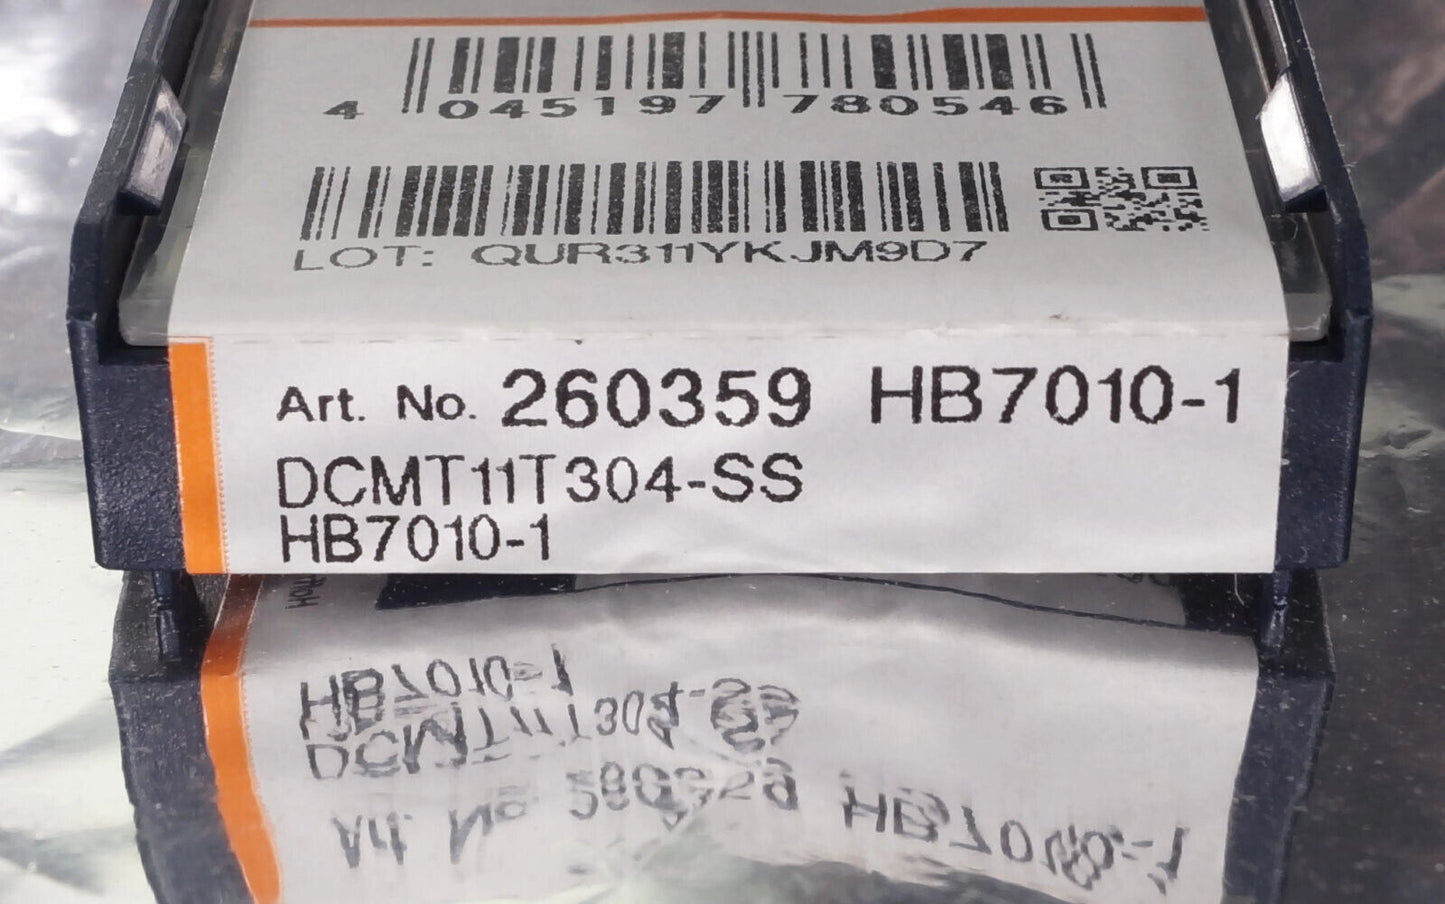 4 045197 780546
LOT: QUR311YKJM9D7
Art. No. 260359 HB7010-1
DCMT11T304-SS
HB7010-1